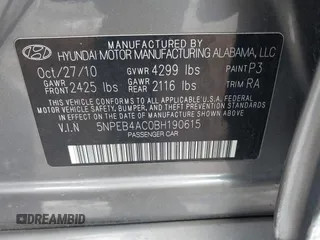 MANUFACTURED BY
HYUNDAI MOTOR MANUFACTURING ALABAMA, LLC
Oct/27/10 GVWR 4299 lbs PAINT P3
GAWR FRONT 2425 lbs GAWR REAR 2116 lbs TRIM RA
THIS VEHICLE CONFORMS TO ALL APPLICABLE U.S.A. FEDERAL MOTOR
VEHICLE SAFETY, BUMPER, AND THEFT PREVENTION STANDARDS IN
EFFECT ON THE DATE OF MANUFACTURE SHOWN ABOVE.
V.I.N 5NPEB4AC0BH190615
PASSENGER CAR
DREAMBID